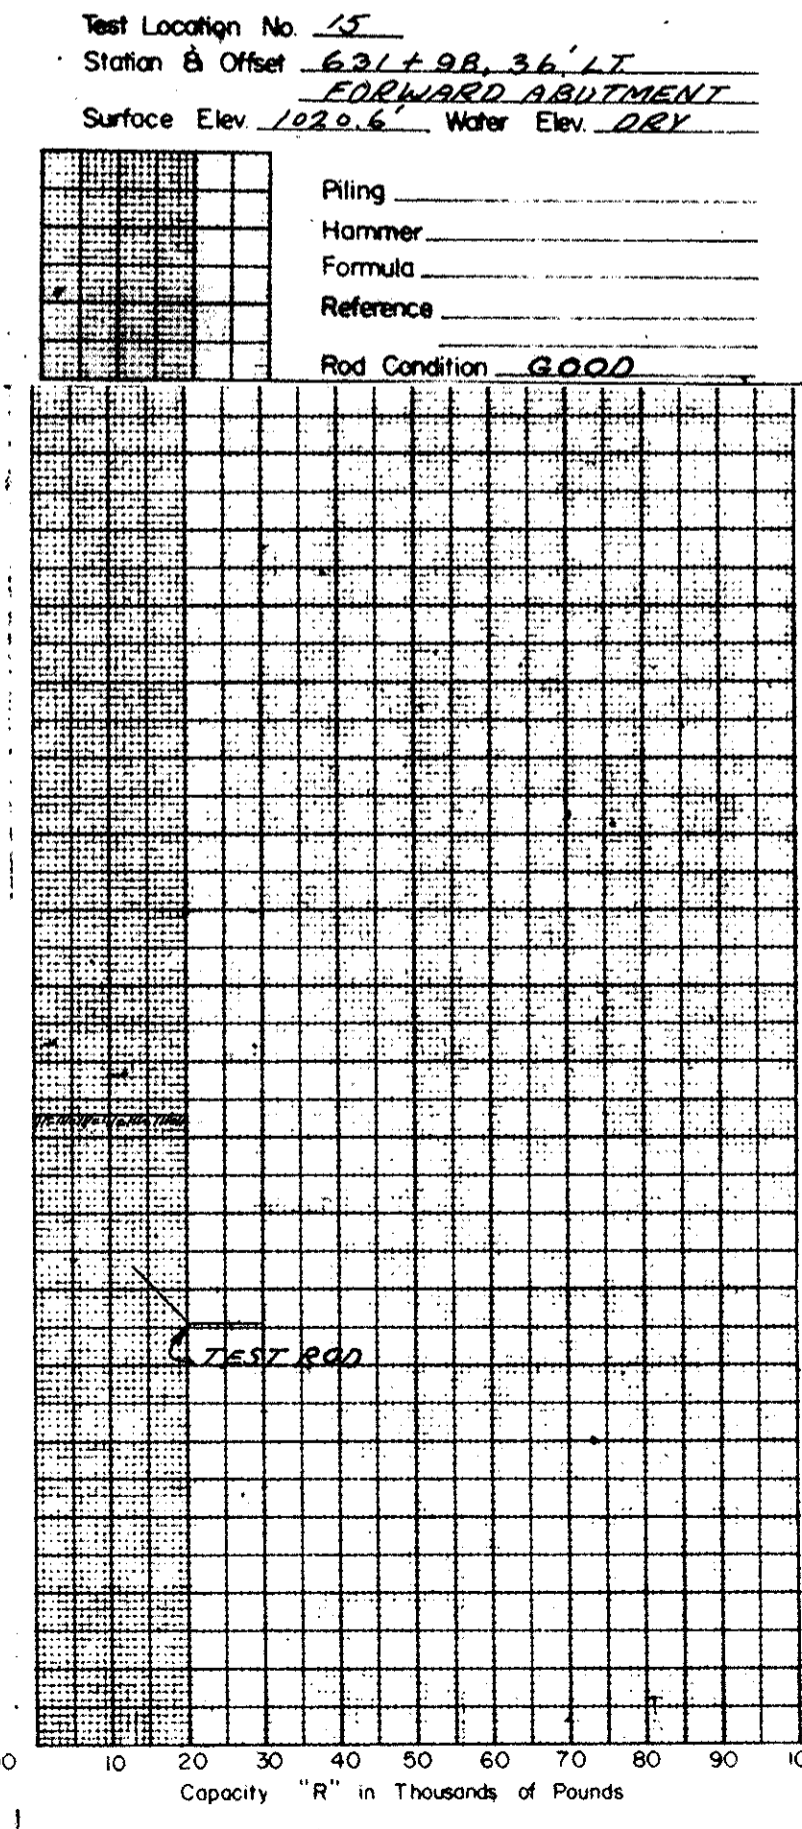 Test Location No. 15
Station & Offset 631+98, 36' LT.
FORWARD ABUTMENT
Surface Elev. 1020.6' Water Elev. DRY
Piling
Hammer
Formula
Reference
Rod Condition GOOD
TEST ROD
10 20 30 40 50 60 70 80 90
Capacity "R" in Thousands of Pounds